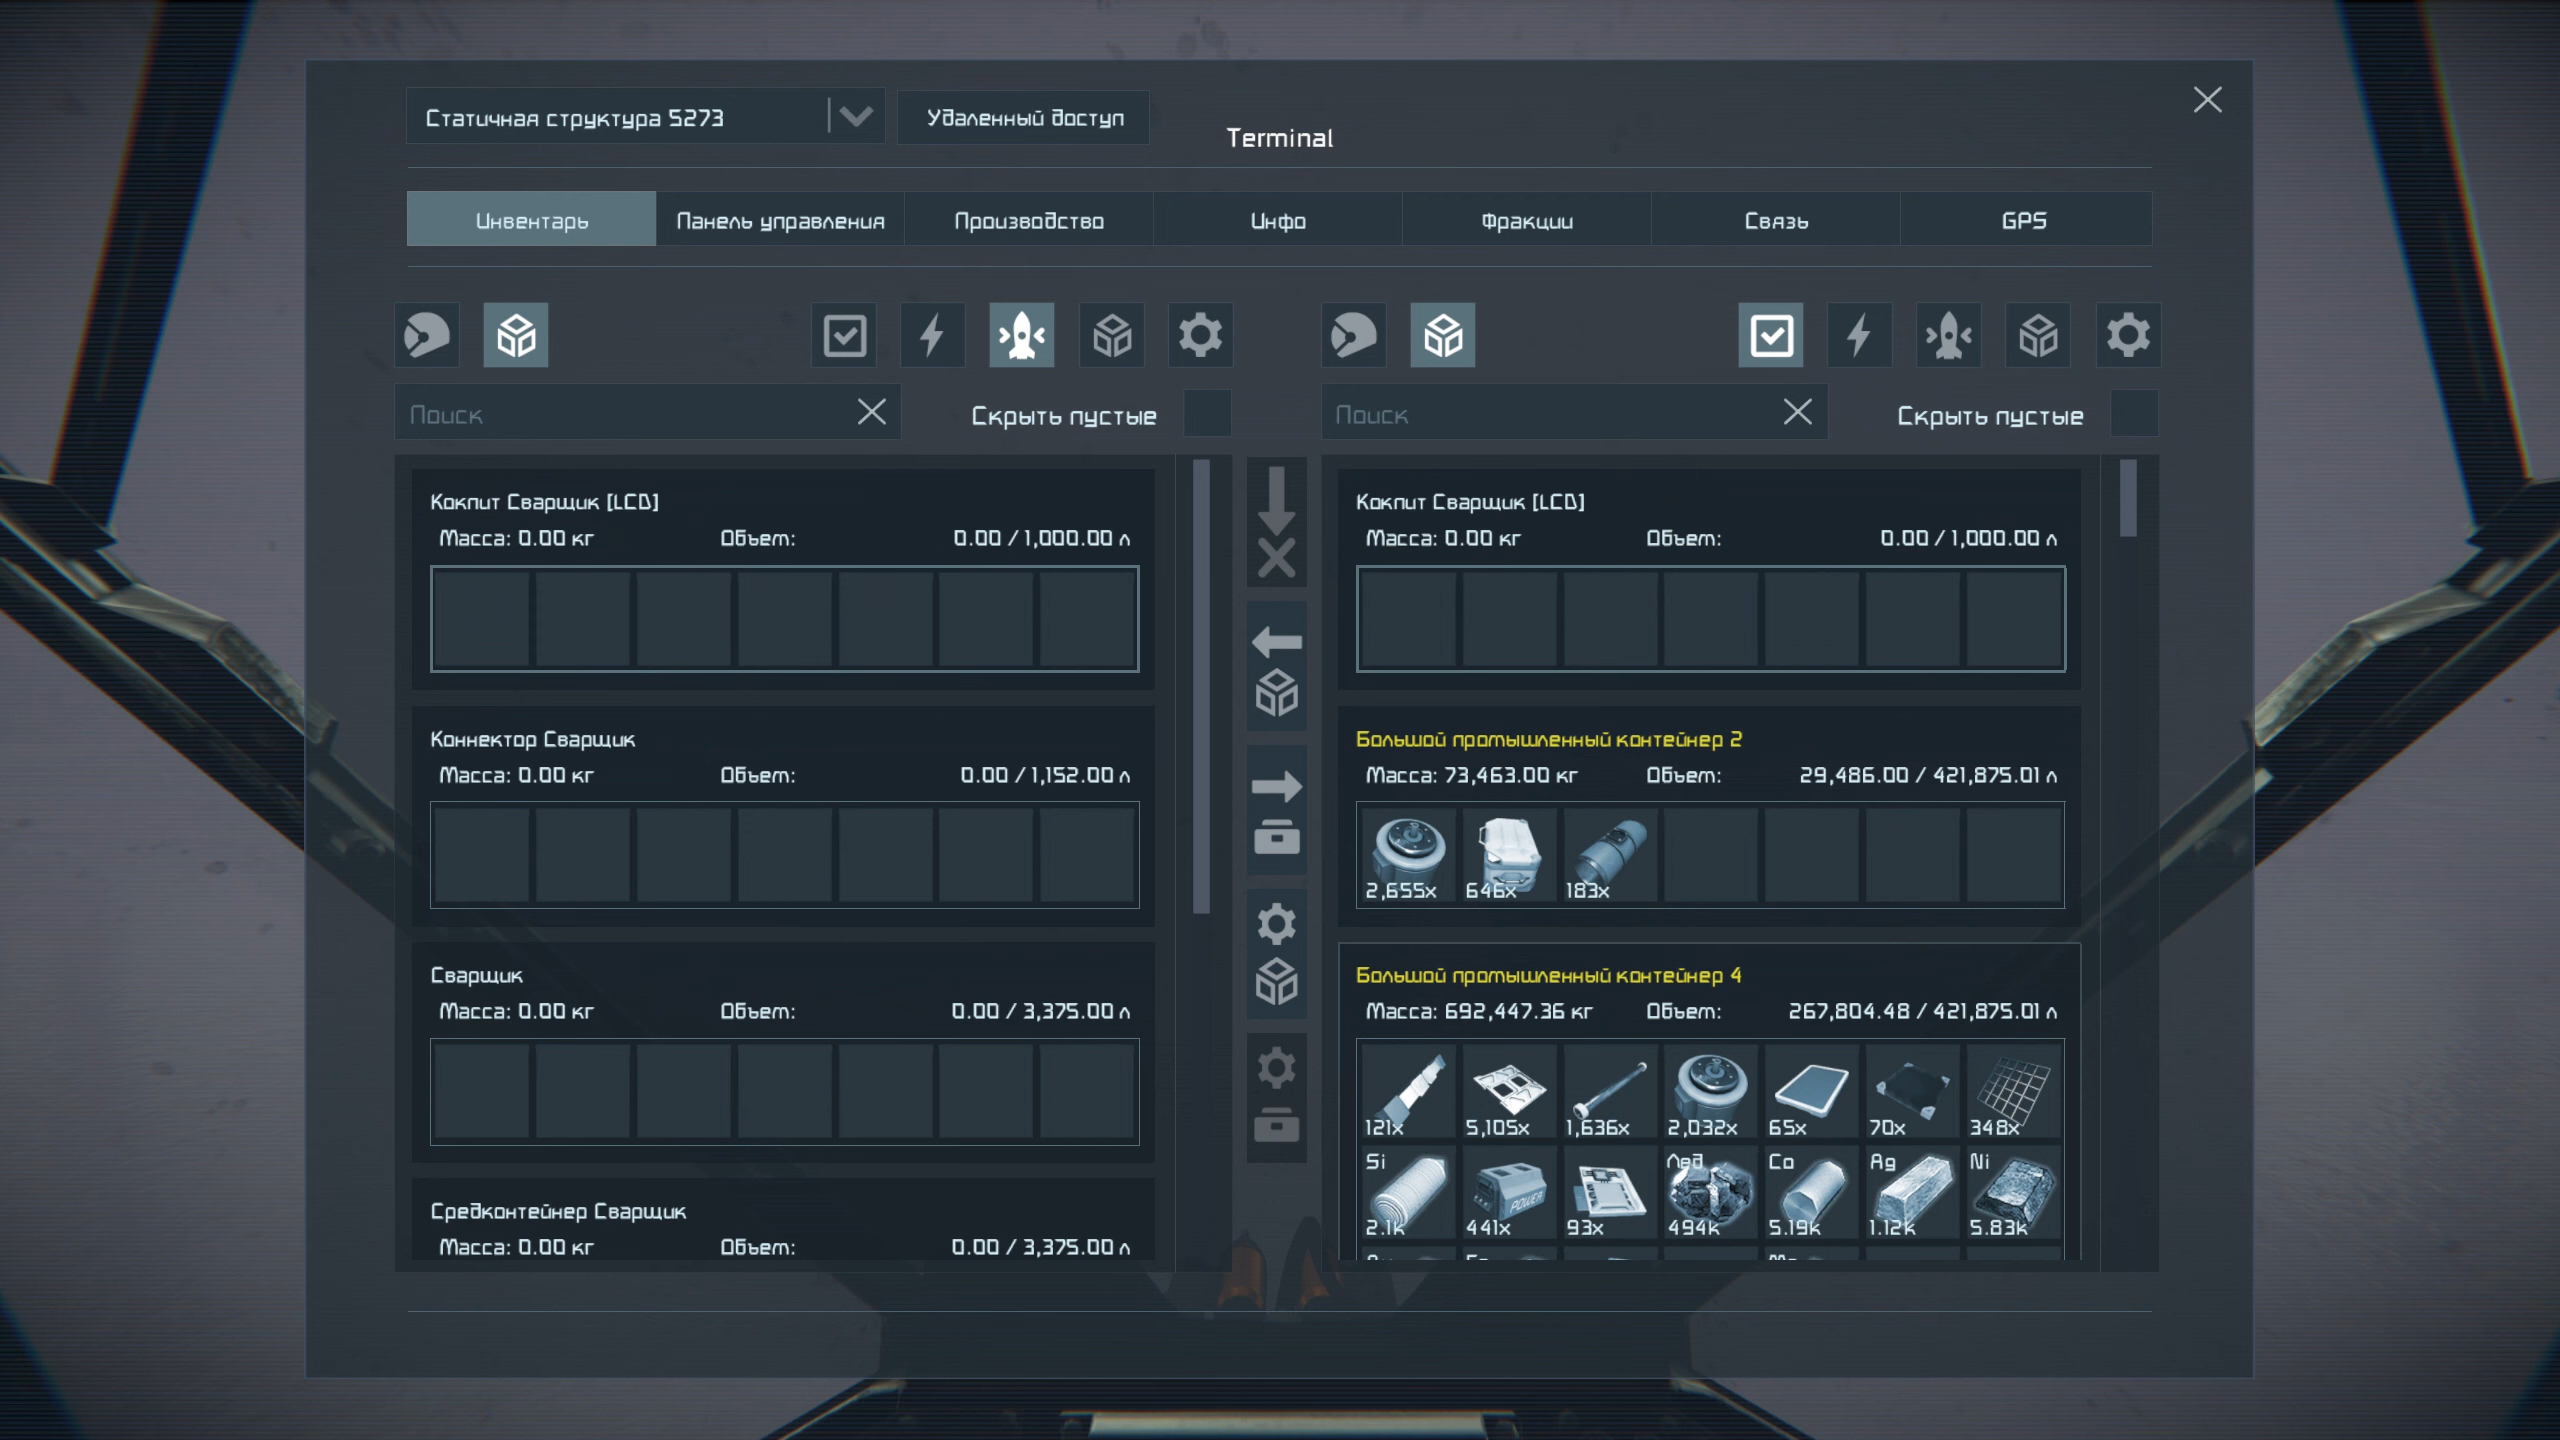 Статичная структура 5273
Удаленный доступ
Terminal
Инвентарь
Панель управления
Производство
Инфо
Фракции
Связь
GPS
Поиск
Скрыть пустые
Кокпит Сварщик [LCD]
Масса: 0.00 кг Объем: 0.00 / 1,000.00 л
Коннектор Сварщик
Масса: 0.00 кг Объем: 0.00 / 1,152.00 л
Сварщик
Масса: 0.00 кг Объем: 0.00 / 3,375.00 л
Средконтейнер Сварщик
Масса: 0.00 кг Объем: 0.00 / 3,375.00 л
Поиск
Скрыть пустые
Кокпит Сварщик [LCD]
Масса: 0.00 кг Объем: 0.00 / 1,000.00 л
Большой промышленный контейнер 2
Масса: 73,463.00 кг Объем: 29,486.00 / 421,875.01 л
2,655x 646x 183x
Большой промышленный контейнер 4
Масса: 692,447.36 кг Объем: 267,804.48 / 421,875.01 л
121x 5,105x 1,636x 2,032x 65x 70x 348x
Si Лед Co Ag Ni
POWER
2.1k 441x 93x 494k 5.19k 1.12k 5.83k